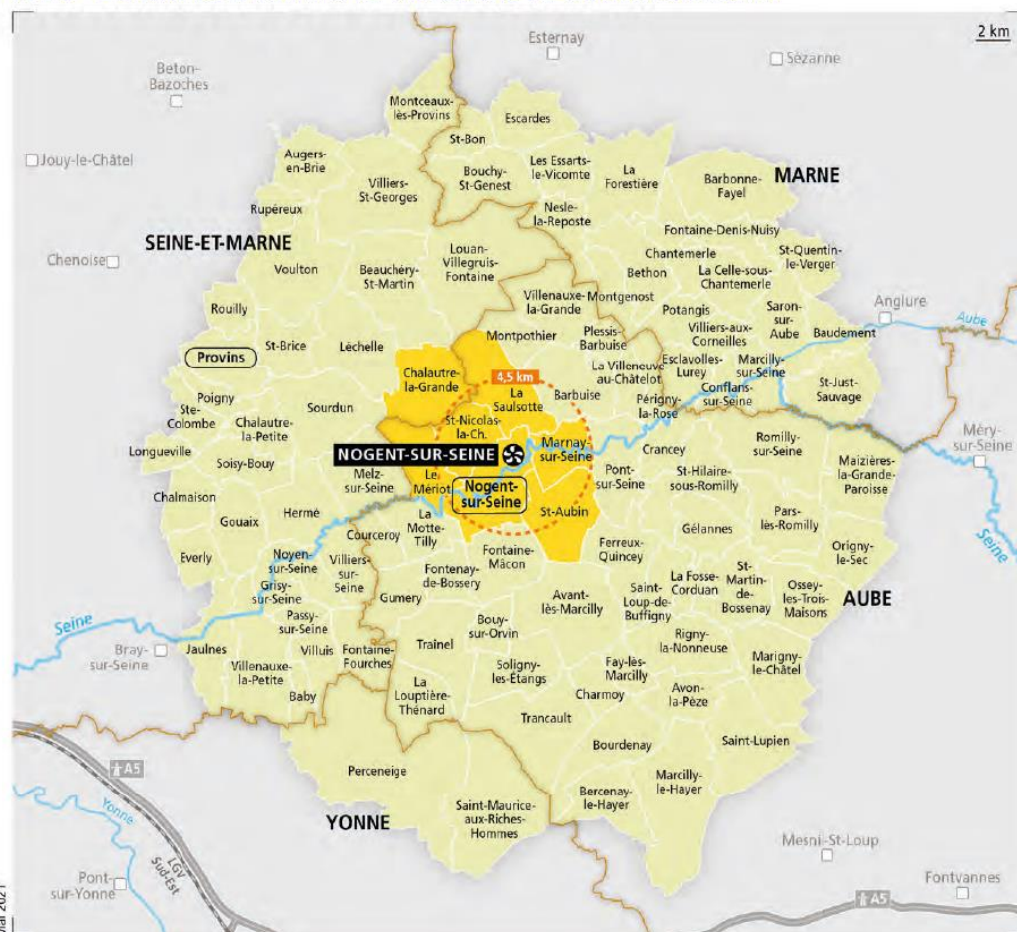 Esternay
2 km
Sézanne
Beton-
Bazoches
Montceaux-
lès-Provins
Escardes
St-Bon
Jouy-le-Châtel
Augers-
en-Brie
Les Essarts-
le-Vicomte
La
Forestière
Barbonne-
Fayel
MARNE
Villiers-
St-Georges
Bouchy-
St-Genest
Rupéreux
Nesle-
la-Reposte
Fontaine-Denis-Nuisy
SEINE-ET-MARNE
Louan-
Villegruis-
Fontaine
Chantemerle
St-Quentin-
le-Verger
Chenoise
Voulton
Beauchéry-
St-Martin
Bethon
La Celle-sous-
Chantemerle
Villenauxe-
la-Grande
Montgenost
Rouilly
Potangis
Saron-
sur-
Aube
Anglure
Aube
Montpothier
Plessis-
Barbuise
Villiers-aux-
Corneilles
Baudement
St-Brice
Léchelle
Provins
La Villeneuve
au-Châtelot
Esclavolles-
Lurey
Marcilly-
sur-Seine
Chalautre-
la-Grande
4,5 km
La
Saulsotte
Barbuise
Conflans-
sur-Seine
St-Just-
Sauvage
Poigny
Périgny-
la-Rose
Ste-
Colombe
Sourdun
St-Nicolas-
la-Ch.
Chalautre-
la-Petite
Marnay-
sur-Seine
Crancey
Romilly-
sur-Seine
Méry-
sur-Seine
Longueville
NOGENT-SUR-SEINE
Soisy-Bouy
Melz-
sur-Seine
Le
Mériot
Nogent-
sur-Seine
Pont-
sur-Seine
St-Hilaire-
sous-Romilly
Maizières-
la-Grande-
Paroisse
Chalmaison
Hermé
St-Aubin
Pars-
lès-Romilly
Gouaix
La
Motte-
Tilly
Gélannes
Seine
Courceroy
Everly
Noyen-
sur-Seine
Villiers-
sur-
Seine
Fontaine-
Mâcon
Ferreux-
Quincey
Origny-
le-Sec
Fontenay-
de-Bossery
La Fosse-
Corduan
St-
Martin-
de-
Bossenay
Grisy-
sur-Seine
Gumery
Avant-
lès-Marcilly
Saint-
Loup-de-
Buffigny
Ossey-
les-Trois-
Maisons
AUBE
Seine
Passy-
sur-Seine
Bouy-
sur-Orvin
Rigny-
la-Nonneuse
Bray-
sur-Seine
Jaulnes
Villuis
Fontaine-
Fourches
Traînel
Marigny-
le-Châtel
Villenauxe-
la-Petite
Soligny-
les-Étangs
Fay-lès-
Marcilly
Baby
La
Louptière-
Thénard
Charmoy
Avon-
la-Pèze
Trancault
Bourdenay
Saint-Lupien
A5
Perceneige
Marcilly-
le-Hayer
Yonne
Bercenay-
le-Hayer
Saint-Maurice-
aux-Riches-
Hommes
YONNE
Mesni-St-Loup
LGV
Sud-Est
Pont-
sur-Yonne
Fontvannes
A5